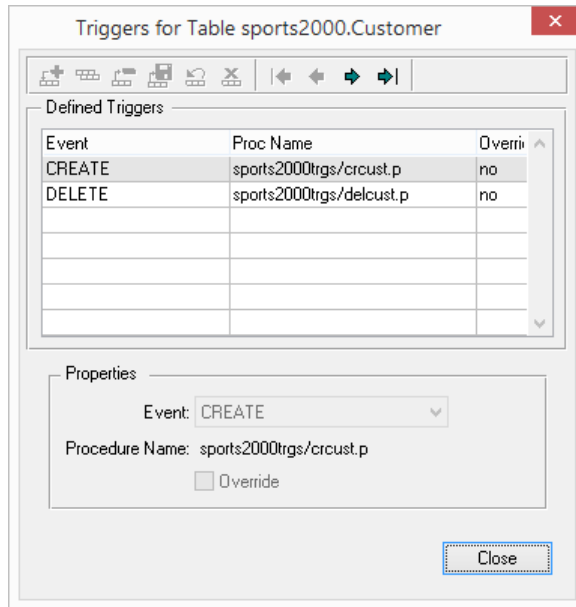 Triggers for Table sports2000.Customer
Defined Triggers
Event Proc Name Overri
CREATE sports2000trgs/crcust.p no
DELETE sports2000trgs/delcust.p no
Properties
Event: CREATE
Procedure Name: sports2000trgs/crcust.p
Override
Close